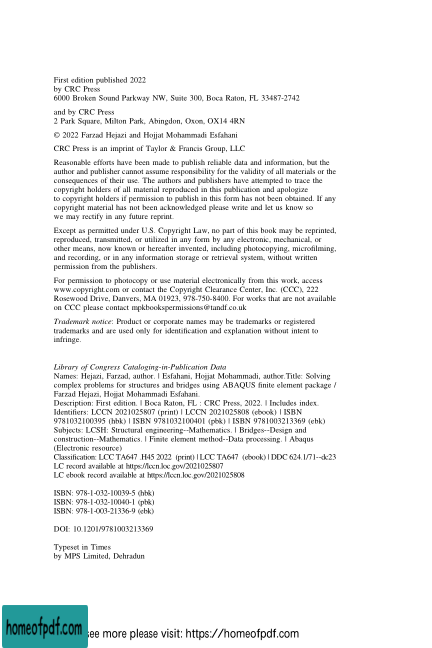 First edition published 2022
by CRC Press
6000 Broken Sound Parkway NW, Suite 300, Boca Raton, FL 33487-2742
and by CRC Press
2 Park Square, Milton Park, Abingdon, Oxon, OX14 4RN
© 2022 Farzad Hejazi and Hojjat Mohammadi Esfahani
CRC Press is an imprint of Taylor & Francis Group, LLC
Reasonable efforts have been made to publish reliable data and information, but the
author and publisher cannot assume responsibility for the validity of all materials or the
consequences of their use. The authors and publishers have attempted to trace the
copyright holders of all material reproduced in this publication and apologize
to copyright holders if permission to publish in this form has not been obtained. If any
copyright material has not been acknowledged please write and let us know so
we may rectify in any future reprint.
Except as permitted under U.S. Copyright Law, no part of this book may be reprinted,
reproduced, transmitted, or utilized in any form by any electronic, mechanical, or
other means, now known or hereafter invented, including photocopying, microfilming,
and recording, or in any information storage or retrieval system, without written
permission from the publishers.
For permission to photocopy or use material electronically from this work, access
www.copyright.com or contact the Copyright Clearance Center, Inc. (CCC), 222
Rosewood Drive, Danvers, MA 01923, 978-750-8400. For works that are not available
on CCC please contact mpkbookspermissions@tandf.co.uk
Trademark notice: Product or corporate names may be trademarks or registered
trademarks and are used only for identification and explanation without intent to
infringe.
Library of Congress Cataloging-in-Publication Data
Names: Hejazi, Farzad, author. | Esfahani, Hojjat Mohammadi, author.Title: Solving
complex problems for structures and bridges using ABAQUS finite element package /
Farzad Hejazi, Hojjat Mohammadi Esfahani.
Description: First edition. | Boca Raton, FL : CRC Press, 2022. | Includes index.
Identifiers: LCCN 2021025807 (print) | LCCN 2021025808 (ebook) | ISBN
9781032100395 (hbk) | ISBN 9781032100401 (pbk) | ISBN 9781003213369 (ebk)
Subjects: LCSH: Structural engineering--Mathematics. | Bridges--Design and
construction--Mathematics. | Finite element method--Data processing. | Abaqus
(Electronic resource)
Classification: LCC TA647 .H45 2022 (print) | LCC TA647 (ebook) | DDC 624.1/71--dc23
LC record available at https://lccn.loc.gov/2021025807
LC ebook record available at https://lccn.loc.gov/2021025808
ISBN: 978-1-032-10039-5 (hbk)
ISBN: 978-1-032-10040-1 (pbk)
ISBN: 978-1-003-21336-9 (ebk)
DOI: 10.1201/9781003213369
Typeset in Times
by MPS Limited, Dehradun
homeofpdf.com see more please visit: https://homeofpdf.com